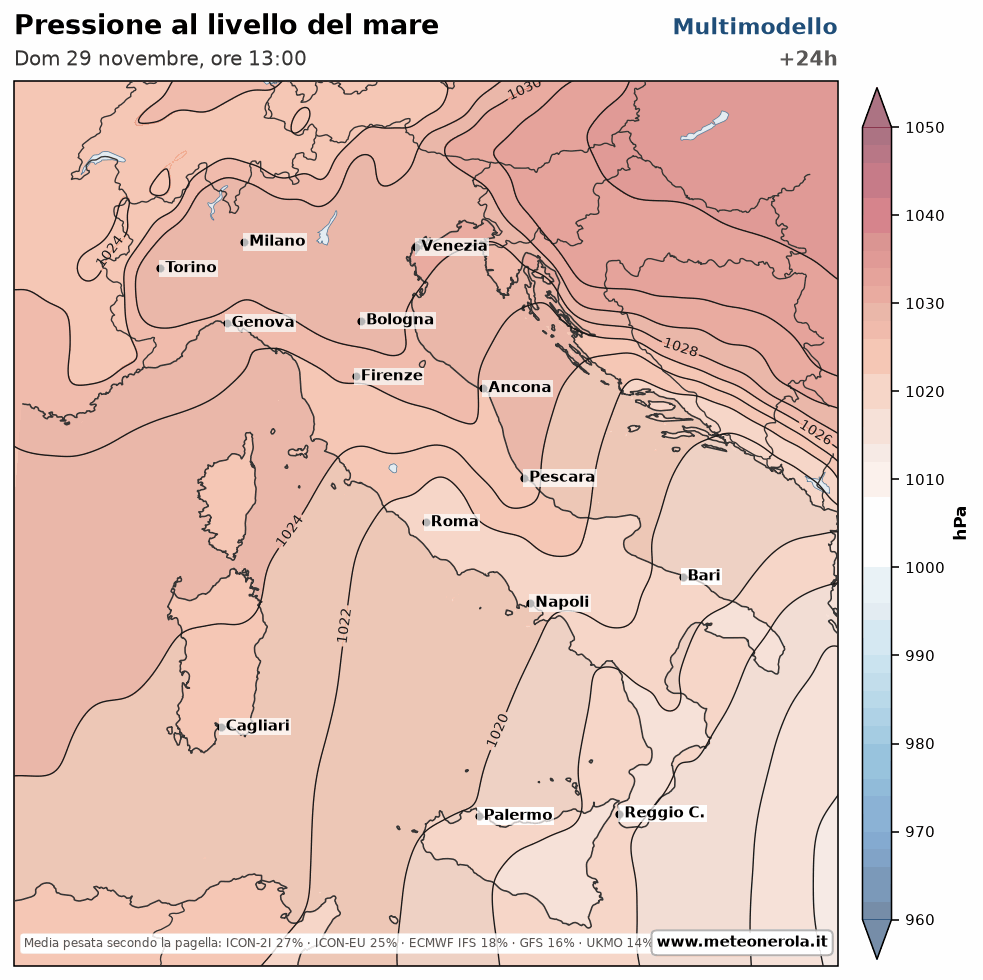 Pressione al livello del mare
Multimodello
Dom 29 novembre, ore 13:00
+24h
1030
1024
Milano
Venezia
Torino
Genova
Bologna
1028
Firenze
Ancona
1026
Pescara
1024
Roma
Bari
Napoli
1022
1020
Cagliari
Palermo
Reggio C.
Media pesata secondo la pagella: ICON-2I 27% · ICON-EU 25% · ECMWF IFS 18% · GFS 16% · UKMO 14%
www.meteonerola.it
1050
1040
1030
1020
1010
1000
990
980
970
960
hPa